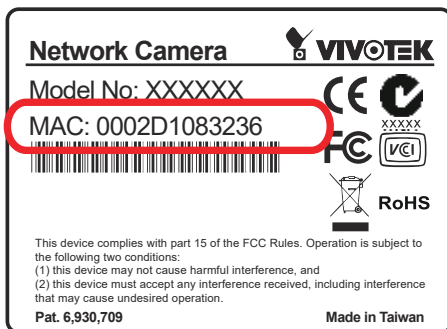 Network Camera
VIVOTEK
Model No: XXXXXX
MAC: 0002D1083236
CE
XXXXX
FC
VCI
RoHS
This device complies with part 15 of the FCC Rules. Operation is subject to
the following two conditions:
(1) this device may not cause harmful interference, and
(2) this device must accept any interference received, including interference
that may cause undesired operation.
Pat. 6,930,709
Made in Taiwan